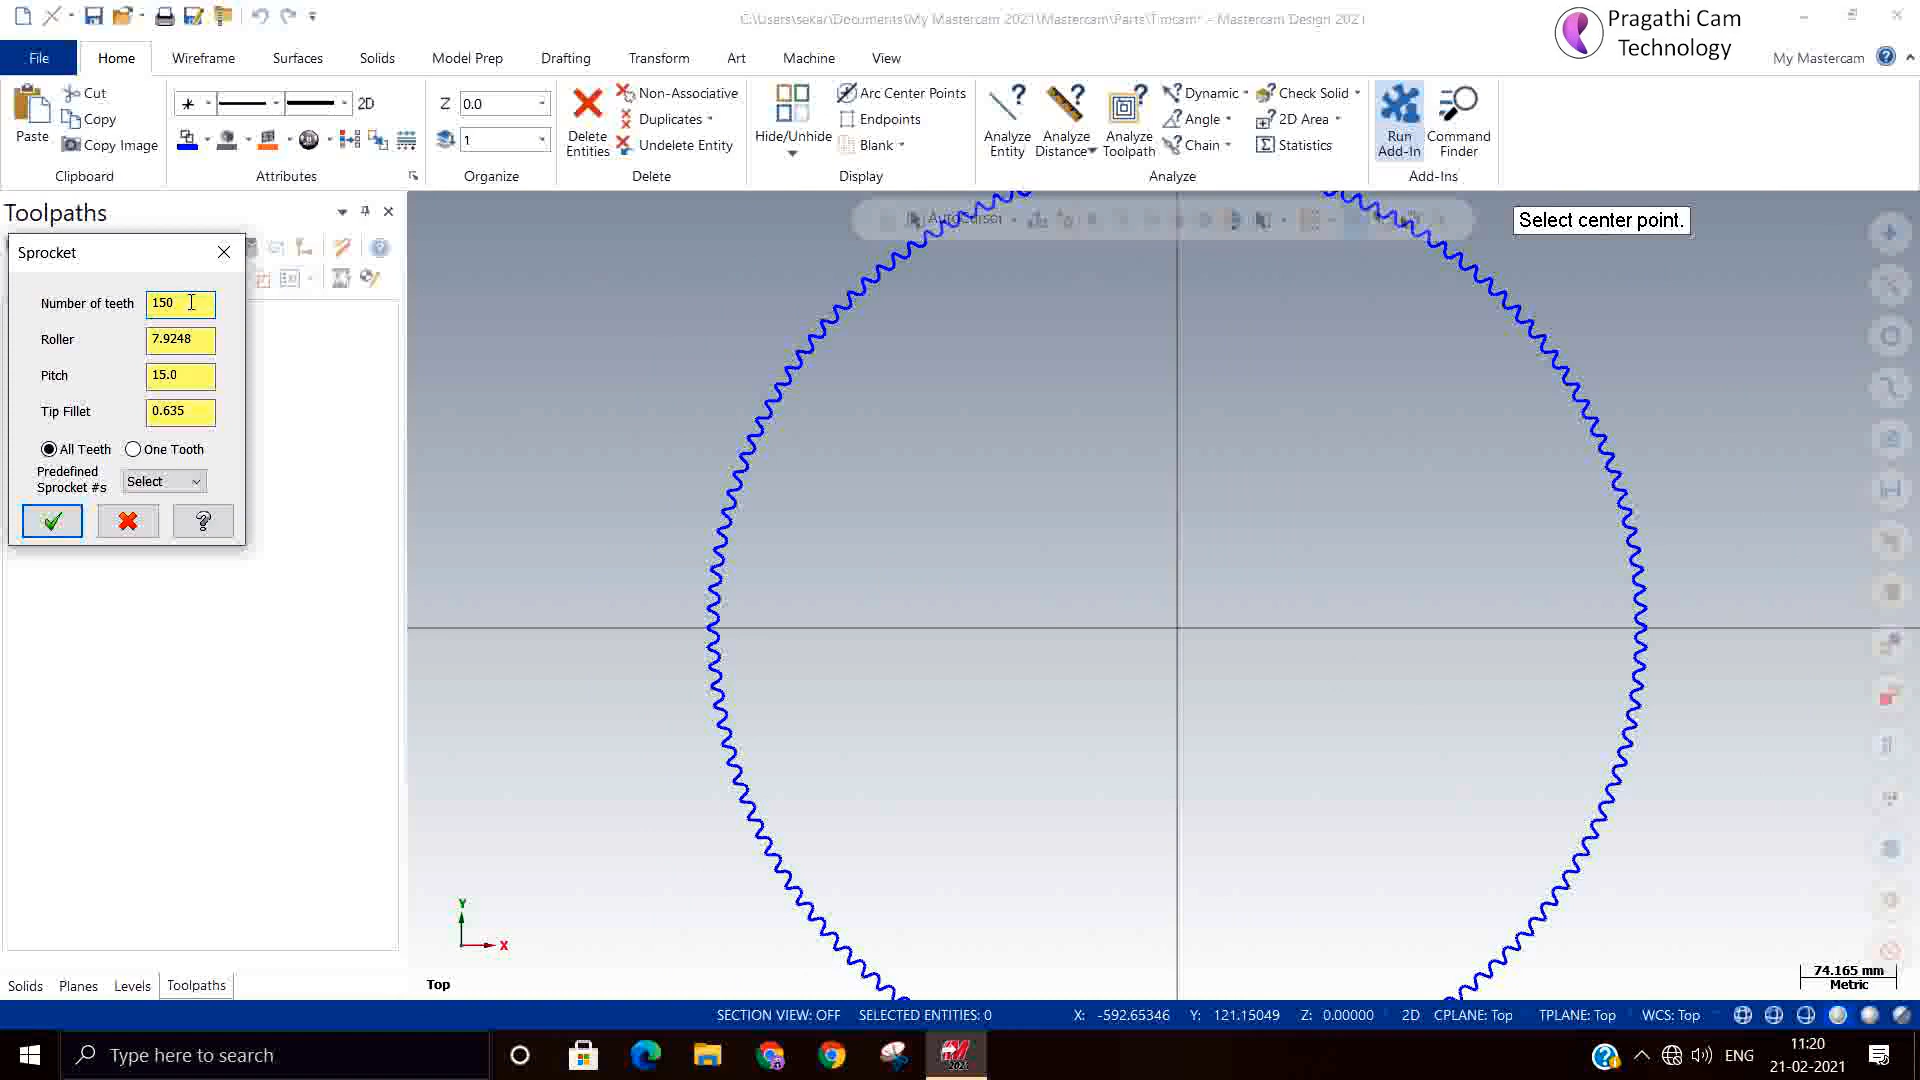 C:\Users\sekar\Documents\My Mastercam 2021\Mastercam\Parts\T.mcam* - Mastercam Design 2021
Pragathi Cam
Technology
File
Home
Wireframe
Surfaces
Solids
Model Prep
Drafting
Transform
Art
Machine
View
My Mastercam
Paste
Cut
Copy
Copy Image
Clipboard
2D
Attributes
Z 0.0
1
Organize
Delete
Entities
Non-Associative
Duplicates
Undelete Entity
Delete
Hide/Unhide
Arc Center Points
Endpoints
Blank
Display
Analyze
Entity
Analyze
Distance
Analyze
Toolpath
Dynamic
Angle
Chain
Check Solid
2D Area
Statistics
Analyze
Run
Add-In
Command
Finder
Add-Ins
Toolpaths
AutoCursor
Select center point.
Sprocket
Number of teeth 150
Roller 7.9248
Pitch 15.0
Tip Fillet 0.635
All Teeth One Tooth
Predefined
Sprocket #s
Select
Y
X
Top
74.165 mm
Metric
Solids Planes Levels Toolpaths
SECTION VIEW: OFF SELECTED ENTITIES: 0 X: -592.65346 Y: 121.15049 Z: 0.00000 2D CPLANE: Top TPLANE: Top WCS: Top
Type here to search
2021
ENG
11:20
21-02-2021